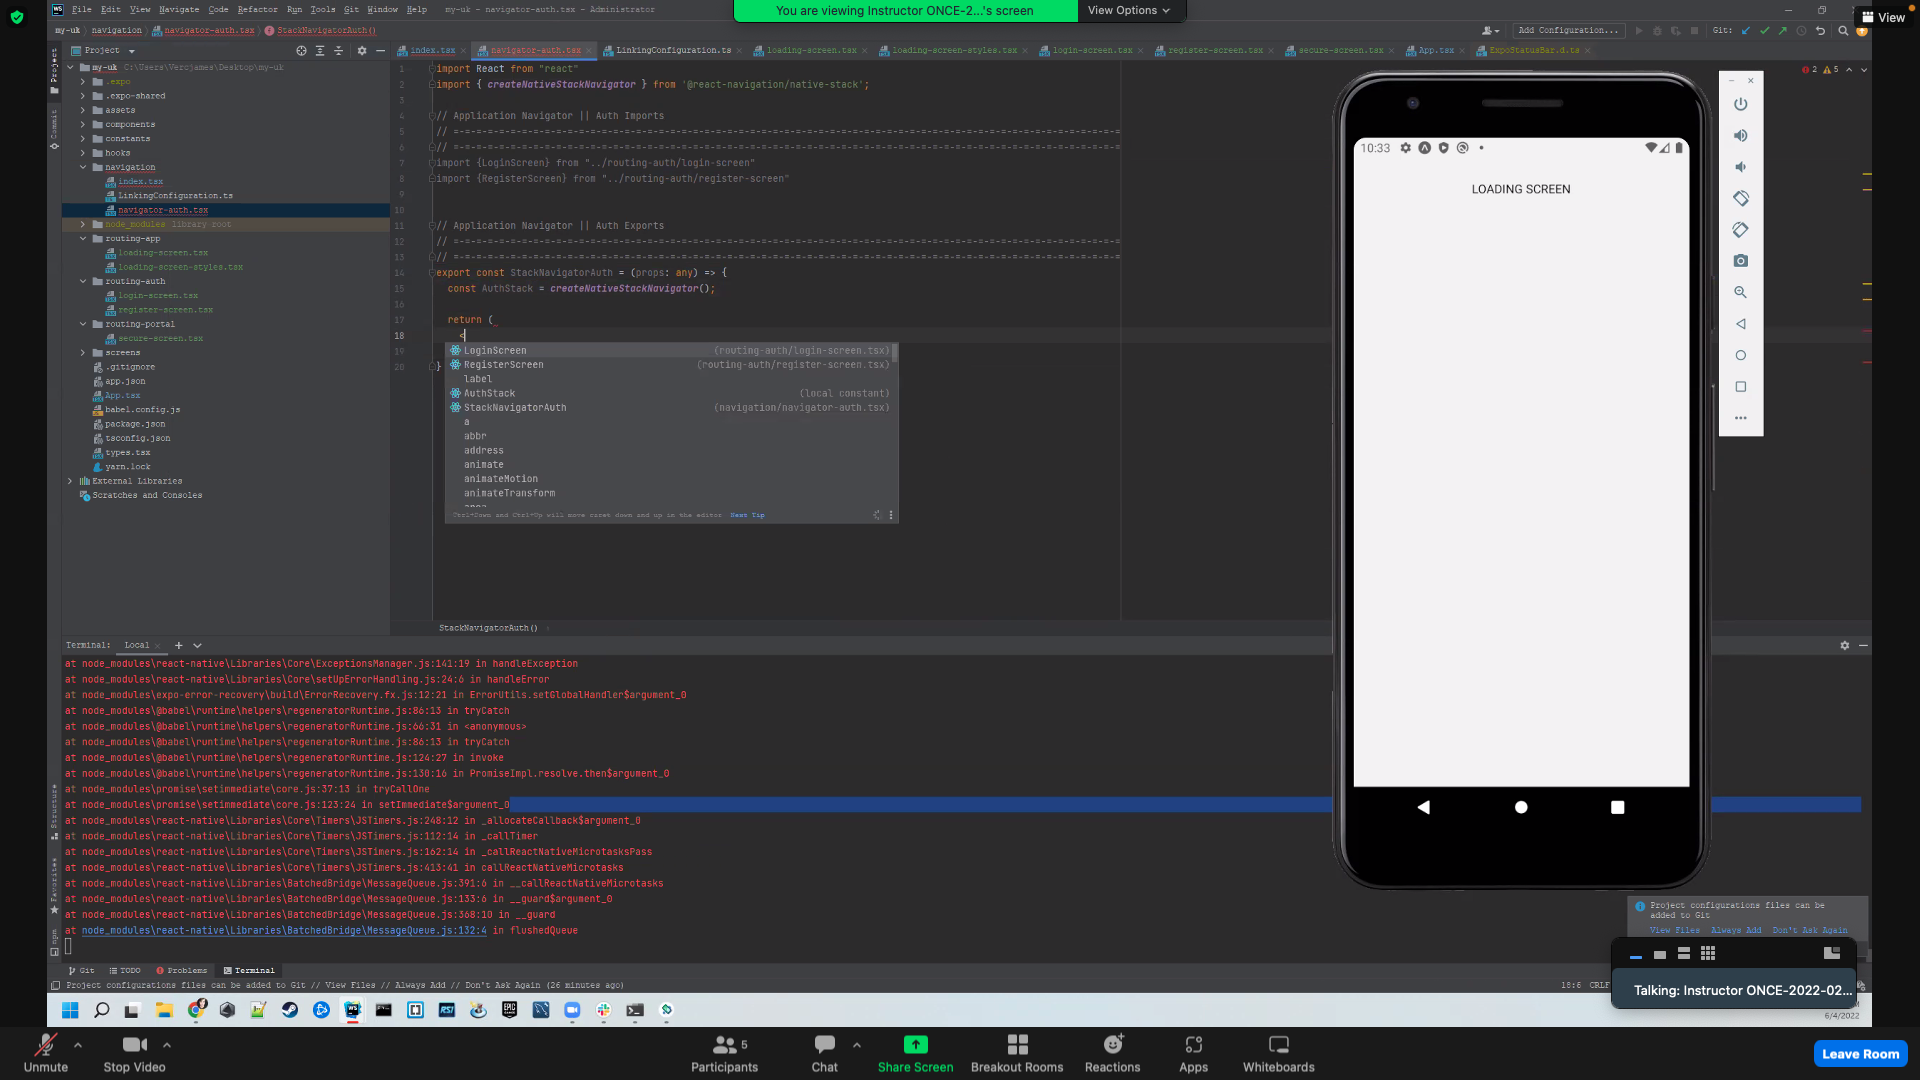 You are viewing Instructor ONCE-2...'s screen
View Options
View
WS File Edit View Navigate Code Refactor Run Tools Git Window Help my-uk - navigator-auth.tsx - Administrator
my-uk navigation navigator-auth.tsx StackNavigatorAuth()
Add Configuration...
Git:
Project
index.tsx
navigator-auth.tsx
LinkingConfiguration.ts
loading-screen.tsx
loading-screen-styles.tsx
login-screen.tsx
register-screen.tsx
secure-screen.tsx
App.tsx
ExpoStatusBar.d.ts
Project
Commit
my-uk C:\Users\Vercjames\Desktop\my-uk
.expo
.expo-shared
assets
components
constants
hooks
navigation
index.tsx
LinkingConfiguration.ts
navigator-auth.tsx
node_modules library root
routing-app
loading-screen.tsx
loading-screen-styles.tsx
routing-auth
login-screen.tsx
register-screen.tsx
routing-portal
secure-screen.tsx
screens
.gitignore
app.json
App.tsx
babel.config.js
package.json
tsconfig.json
types.tsx
yarn.lock
External Libraries
Scratches and Consoles
1 import React from "react"
2 import { createNativeStackNavigator } from '@react-navigation/native-stack';
3
4 // Application Navigator || Auth Imports
5 // =-=-=-=-=-=-=-=-=-=-=-=-=-=-=-=-=-=-=-=-=-=-=-=-=-=-=-=-=-=-=-=-=-=-=-=-=-=-=-=-=-=-=-=-=-=-=-=-=-=-=-=-=-=-=-=-=-=-=
6 // =-=-=-=-=-=-=-=-=-=-=-=-=-=-=-=-=-=-=-=-=-=-=-=-=-=-=-=-=-=-=-=-=-=-=-=-=-=-=-=-=-=-=-=-=-=-=-=-=-=-=-=-=-=-=-=-=-=-=
7 import {LoginScreen} from "../routing-auth/login-screen"
8 import {RegisterScreen} from "../routing-auth/register-screen"
9
10
11 // Application Navigator || Auth Exports
12 // =-=-=-=-=-=-=-=-=-=-=-=-=-=-=-=-=-=-=-=-=-=-=-=-=-=-=-=-=-=-=-=-=-=-=-=-=-=-=-=-=-=-=-=-=-=-=-=-=-=-=-=-=-=-=-=-=-=-=
13 // =-=-=-=-=-=-=-=-=-=-=-=-=-=-=-=-=-=-=-=-=-=-=-=-=-=-=-=-=-=-=-=-=-=-=-=-=-=-=-=-=-=-=-=-=-=-=-=-=-=-=-=-=-=-=-=-=-=-=
14 export const StackNavigatorAuth = (props: any) => {
15 const AuthStack = createNativeStackNavigator();
16
17 return (
18 <
19
20 }
LoginScreen (routing-auth/login-screen.tsx)
RegisterScreen (routing-auth/register-screen.tsx)
label
AuthStack (local constant)
StackNavigatorAuth (navigation/navigator-auth.tsx)
a
abbr
address
animate
animateMotion
animateTransform
Ctrl+Down and Ctrl+Up will move caret down and up in the editor Next Tip
StackNavigatorAuth()
2 5
10:33
LOADING SCREEN
Terminal: Local
at node_modules\react-native\Libraries\Core\ExceptionsManager.js:141:19 in handleException
at node_modules\react-native\Libraries\Core\setUpErrorHandling.js:24:6 in handleError
at node_modules\expo-error-recovery\build\ErrorRecovery.fx.js:12:21 in ErrorUtils.setGlobalHandler$argument_0
at node_modules\@babel\runtime\helpers\regeneratorRuntime.js:86:13 in tryCatch
at node_modules\@babel\runtime\helpers\regeneratorRuntime.js:66:31 in <anonymous>
at node_modules\@babel\runtime\helpers\regeneratorRuntime.js:86:13 in tryCatch
at node_modules\@babel\runtime\helpers\regeneratorRuntime.js:124:27 in invoke
at node_modules\@babel\runtime\helpers\regeneratorRuntime.js:130:16 in PromiseImpl.resolve.then$argument_0
at node_modules\promise\setimmediate\core.js:37:13 in tryCallOne
at node_modules\promise\setimmediate\core.js:123:24 in setImmediate$argument_0
at node_modules\react-native\Libraries\Core\Timers\JSTimers.js:248:12 in _allocateCallback$argument_0
at node_modules\react-native\Libraries\Core\Timers\JSTimers.js:112:14 in _callTimer
at node_modules\react-native\Libraries\Core\Timers\JSTimers.js:162:14 in _callReactNativeMicrotasksPass
at node_modules\react-native\Libraries\Core\Timers\JSTimers.js:413:41 in callReactNativeMicrotasks
at node_modules\react-native\Libraries\BatchedBridge\MessageQueue.js:391:6 in __callReactNativeMicrotasks
at node_modules\react-native\Libraries\BatchedBridge\MessageQueue.js:133:6 in __guard$argument_0
at node_modules\react-native\Libraries\BatchedBridge\MessageQueue.js:368:10 in __guard
at node_modules\react-native\Libraries\BatchedBridge\MessageQueue.js:132:4 in flushedQueue
Structure
Favorites
npm
Project configurations files can be
added to Git
View Files Always Add Don't Ask Again
Talking: Instructor ONCE-2022-02...
Git TODO Problems Terminal
Project configurations files can be added to Git // View Files // Always Add // Don't Ask Again (26 minutes ago)
18:6 CRLF
6/4/2022
Unmute
Stop Video
5
Participants
Chat
Share Screen
Breakout Rooms
Reactions
Apps
Whiteboards
Leave Room